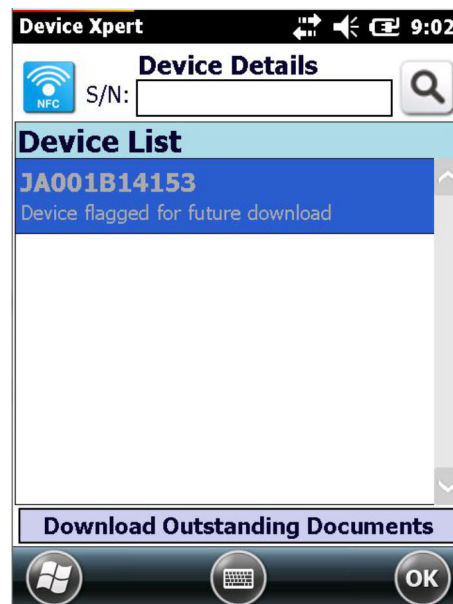 Device Xpert 9:02
Device Details
NFC
S/N:
Device List
JA001B14153
Device flagged for future download
Download Outstanding Documents
OK